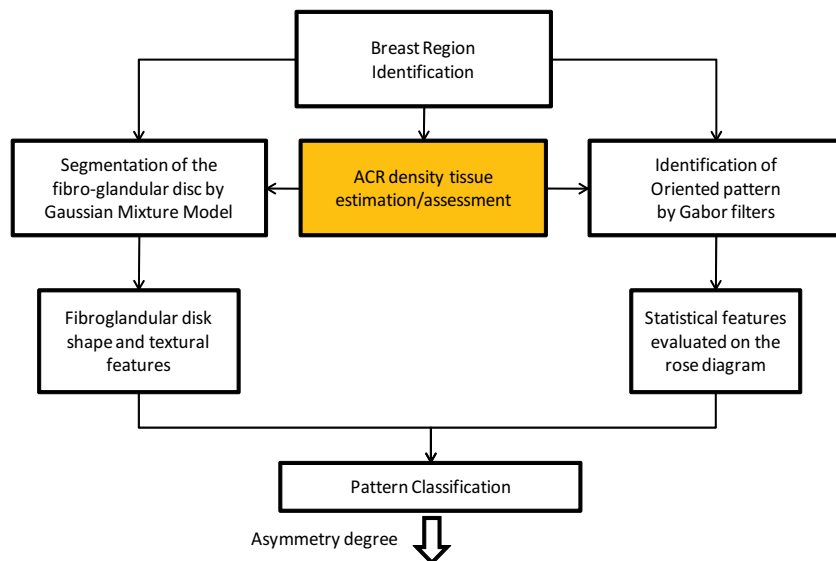 Breast Region
Identification
Segmentation of the
fibro-glandular disc by
Gaussian Mixture Model
ACR density tissue
estimation/assessment
Identification of
Oriented pattern
by Gabor filters
Fibroglandular disk
shape and textural
features
Statistical features
evaluated on the
rose diagram
Pattern Classification
Asymmetry degree